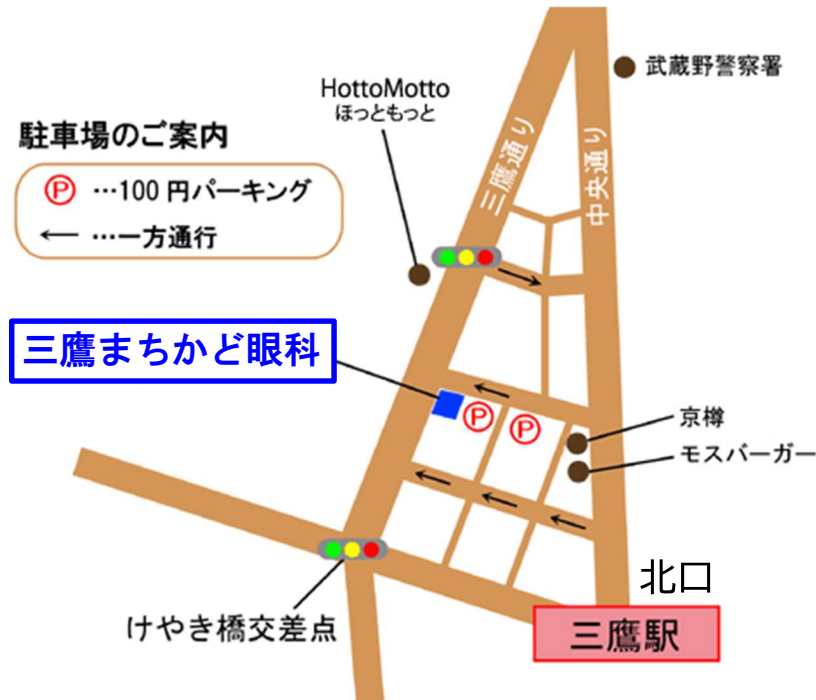 武蔵野警察署
HottoMotto
ほっともっと
駐車場のご案内
Ⓟ …100 円パーキング
← …一方通行
三鷹通り
中央通り
三鷹まちかど眼科
Ⓟ
Ⓟ
京樽
モスバーガー
北口
けやき橋交差点
三鷹駅